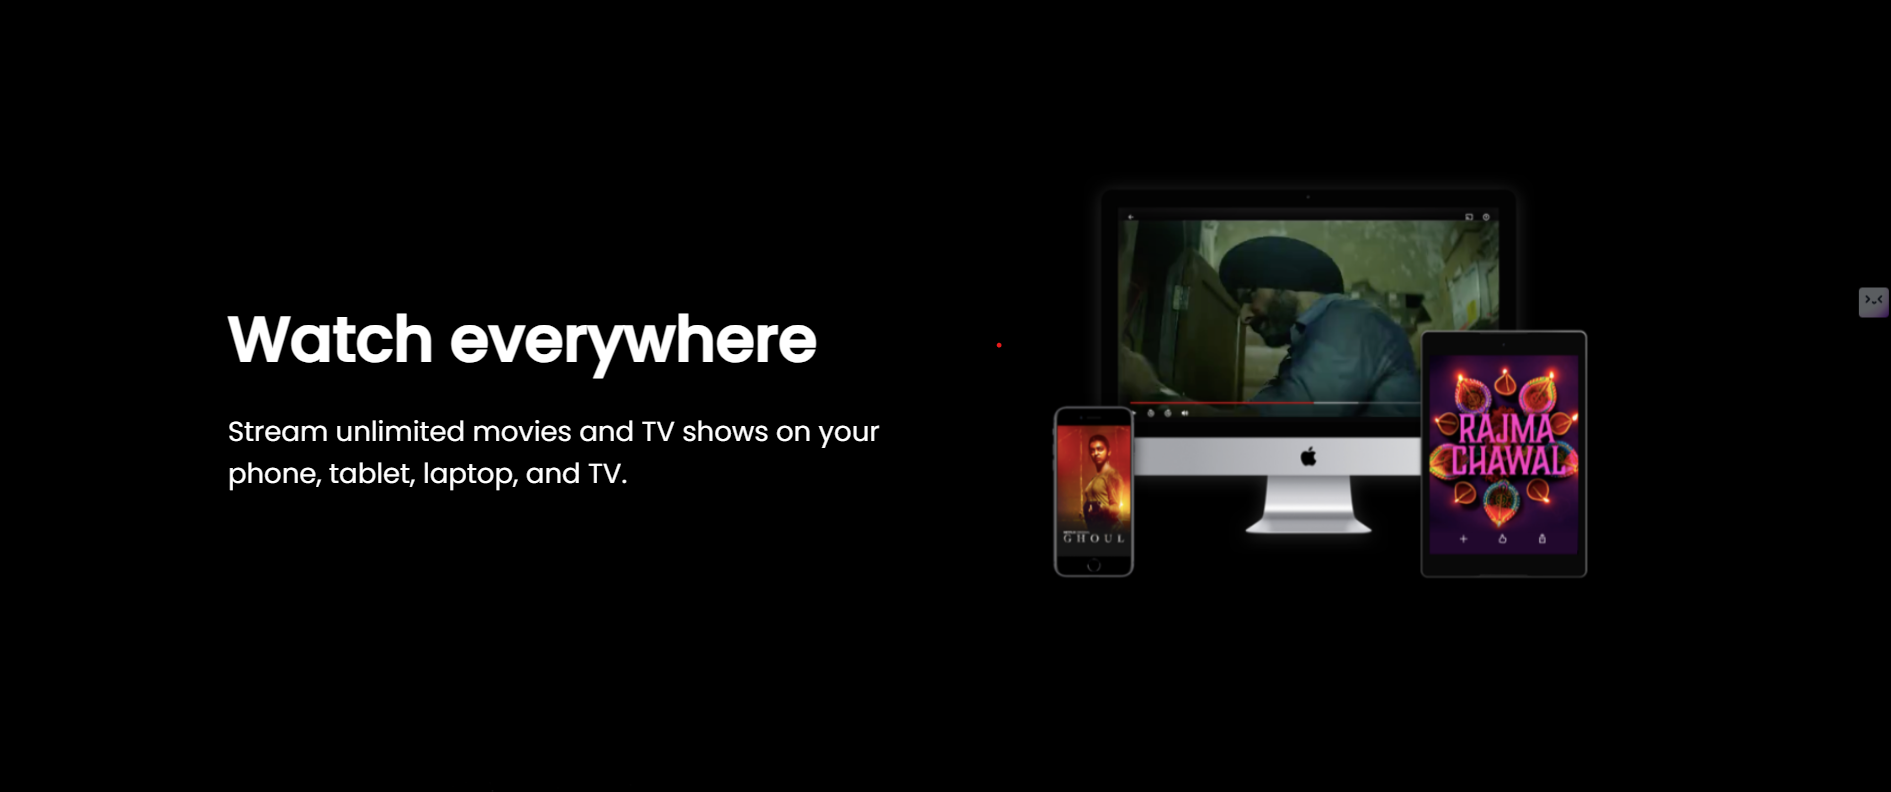 Watch everywhere
Stream unlimited movies and TV shows on your
phone, tablet, laptop, and TV.
RAJMA
CHAWAL
GHOUL